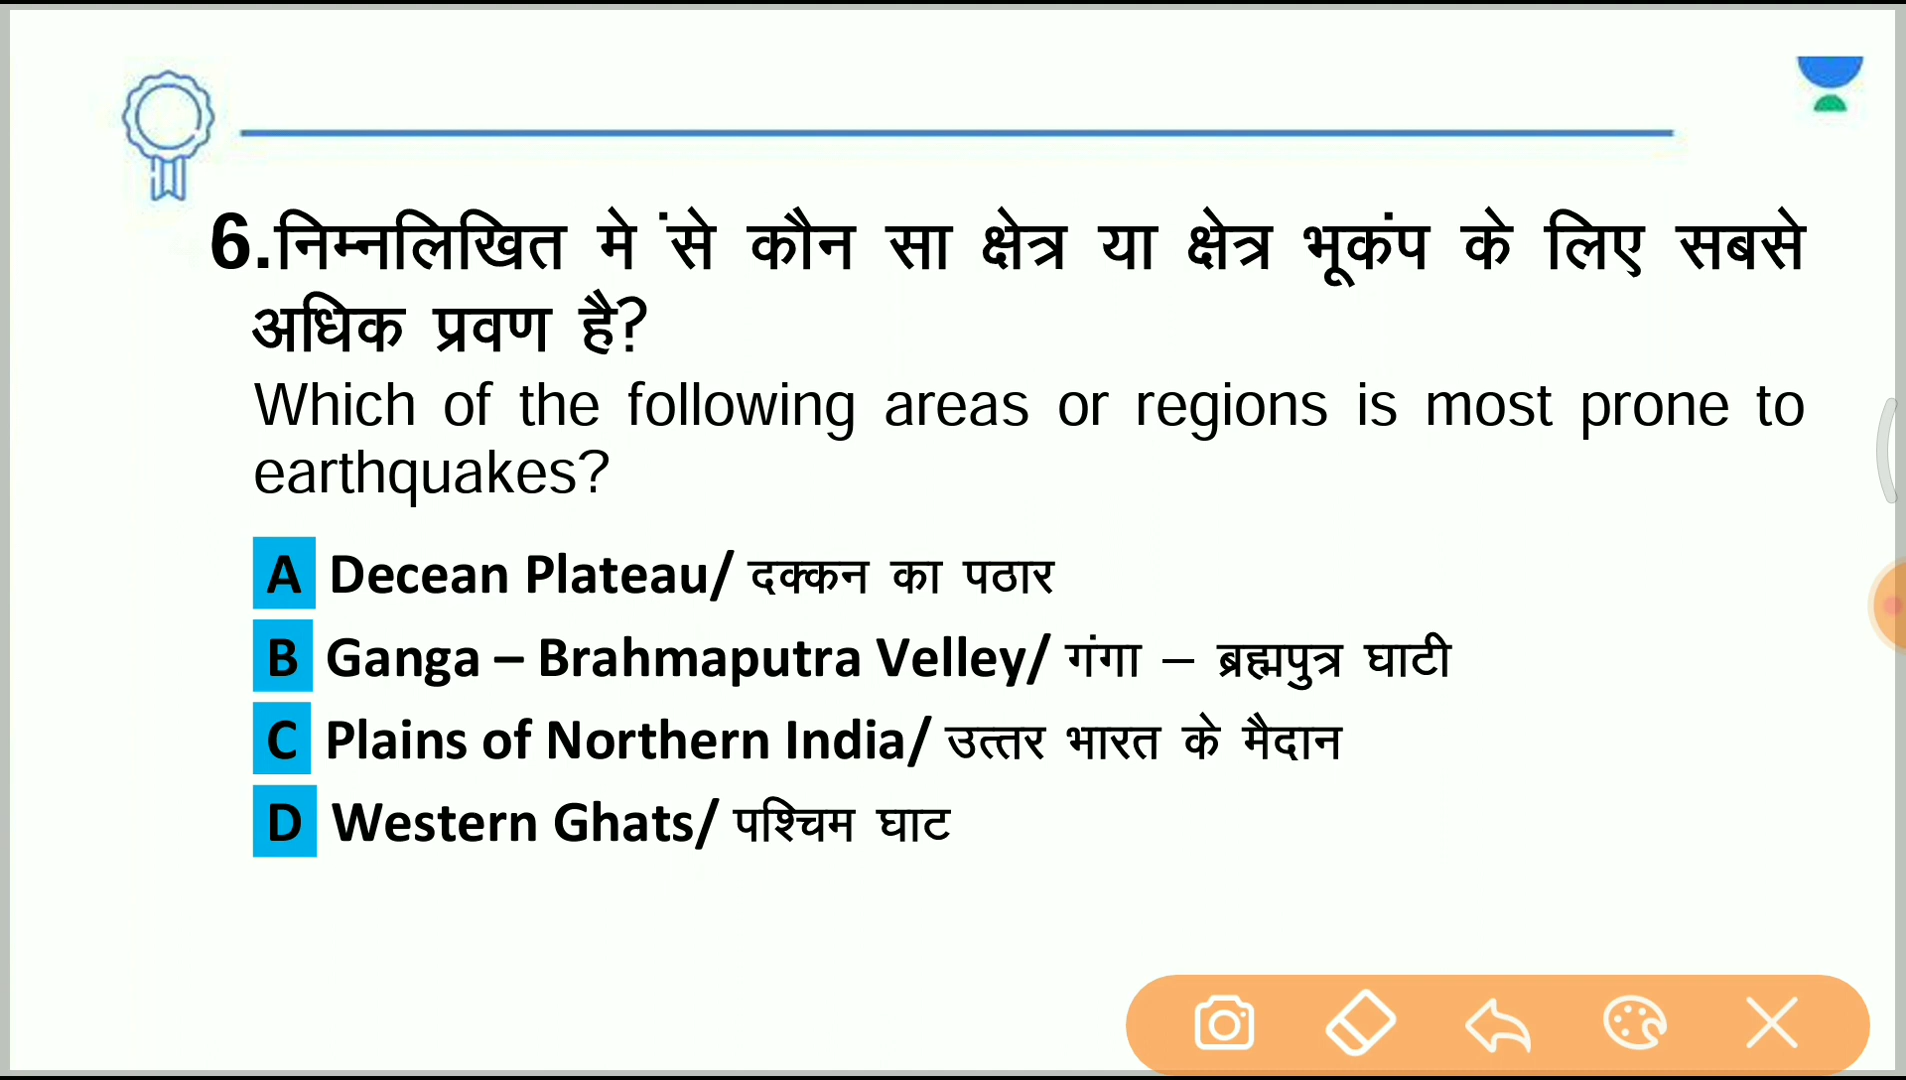 6.निम्नलिखित मे ंसे कौन सा क्षेत्र या क्षेत्र भूकंप के लिए सबसे
अधिक प्रवण है?
Which of the following areas or regions is most prone to
earthquakes?
A Decean Plateau/ दक्कन का पठार
B Ganga – Brahmaputra Velley/ गंगा – ब्रह्मपुत्र घाटी
C Plains of Northern India/ उत्तर भारत के मैदान
D Western Ghats/ पश्चिम घाट